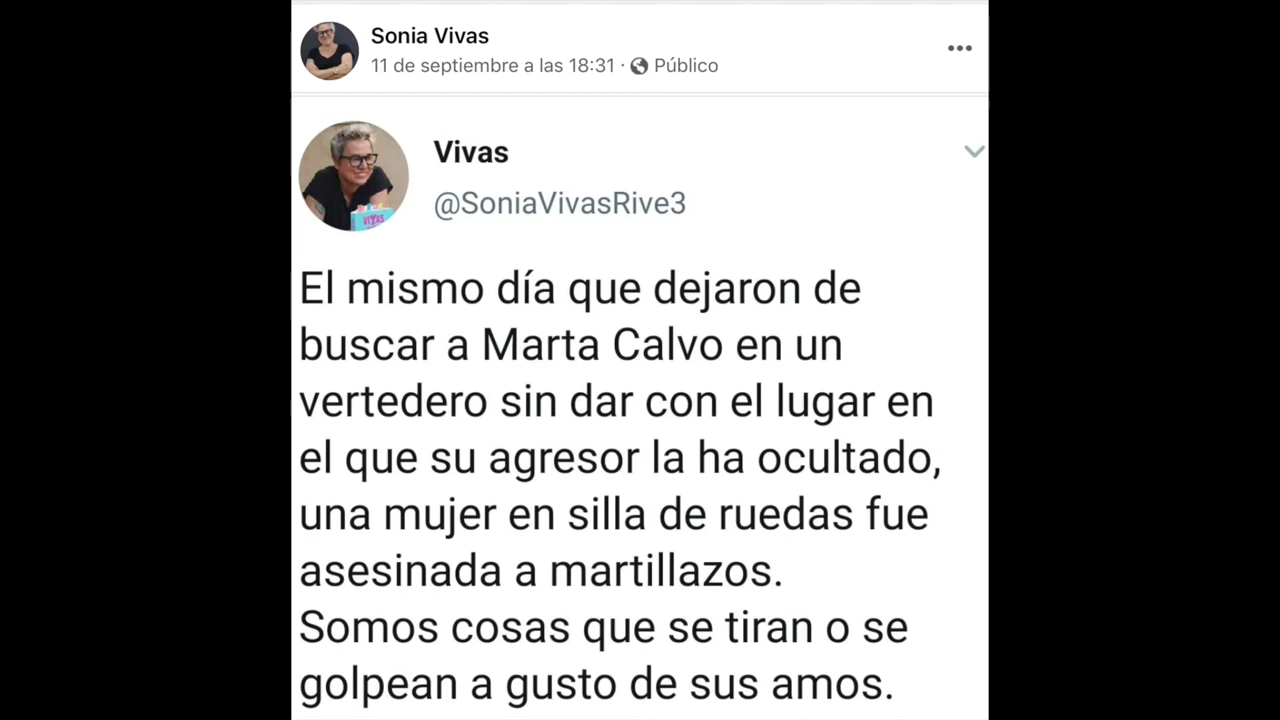 Sonia Vivas
11 de septiembre a las 18:31 · Público
Vivas
@SoniaVivasRive3
VIVAS
El mismo día que dejaron de
buscar a Marta Calvo en un
vertedero sin dar con el lugar en
el que su agresor la ha ocultado,
una mujer en silla de ruedas fue
asesinada a martillazos.
Somos cosas que se tiran o se
golpean a gusto de sus amos.